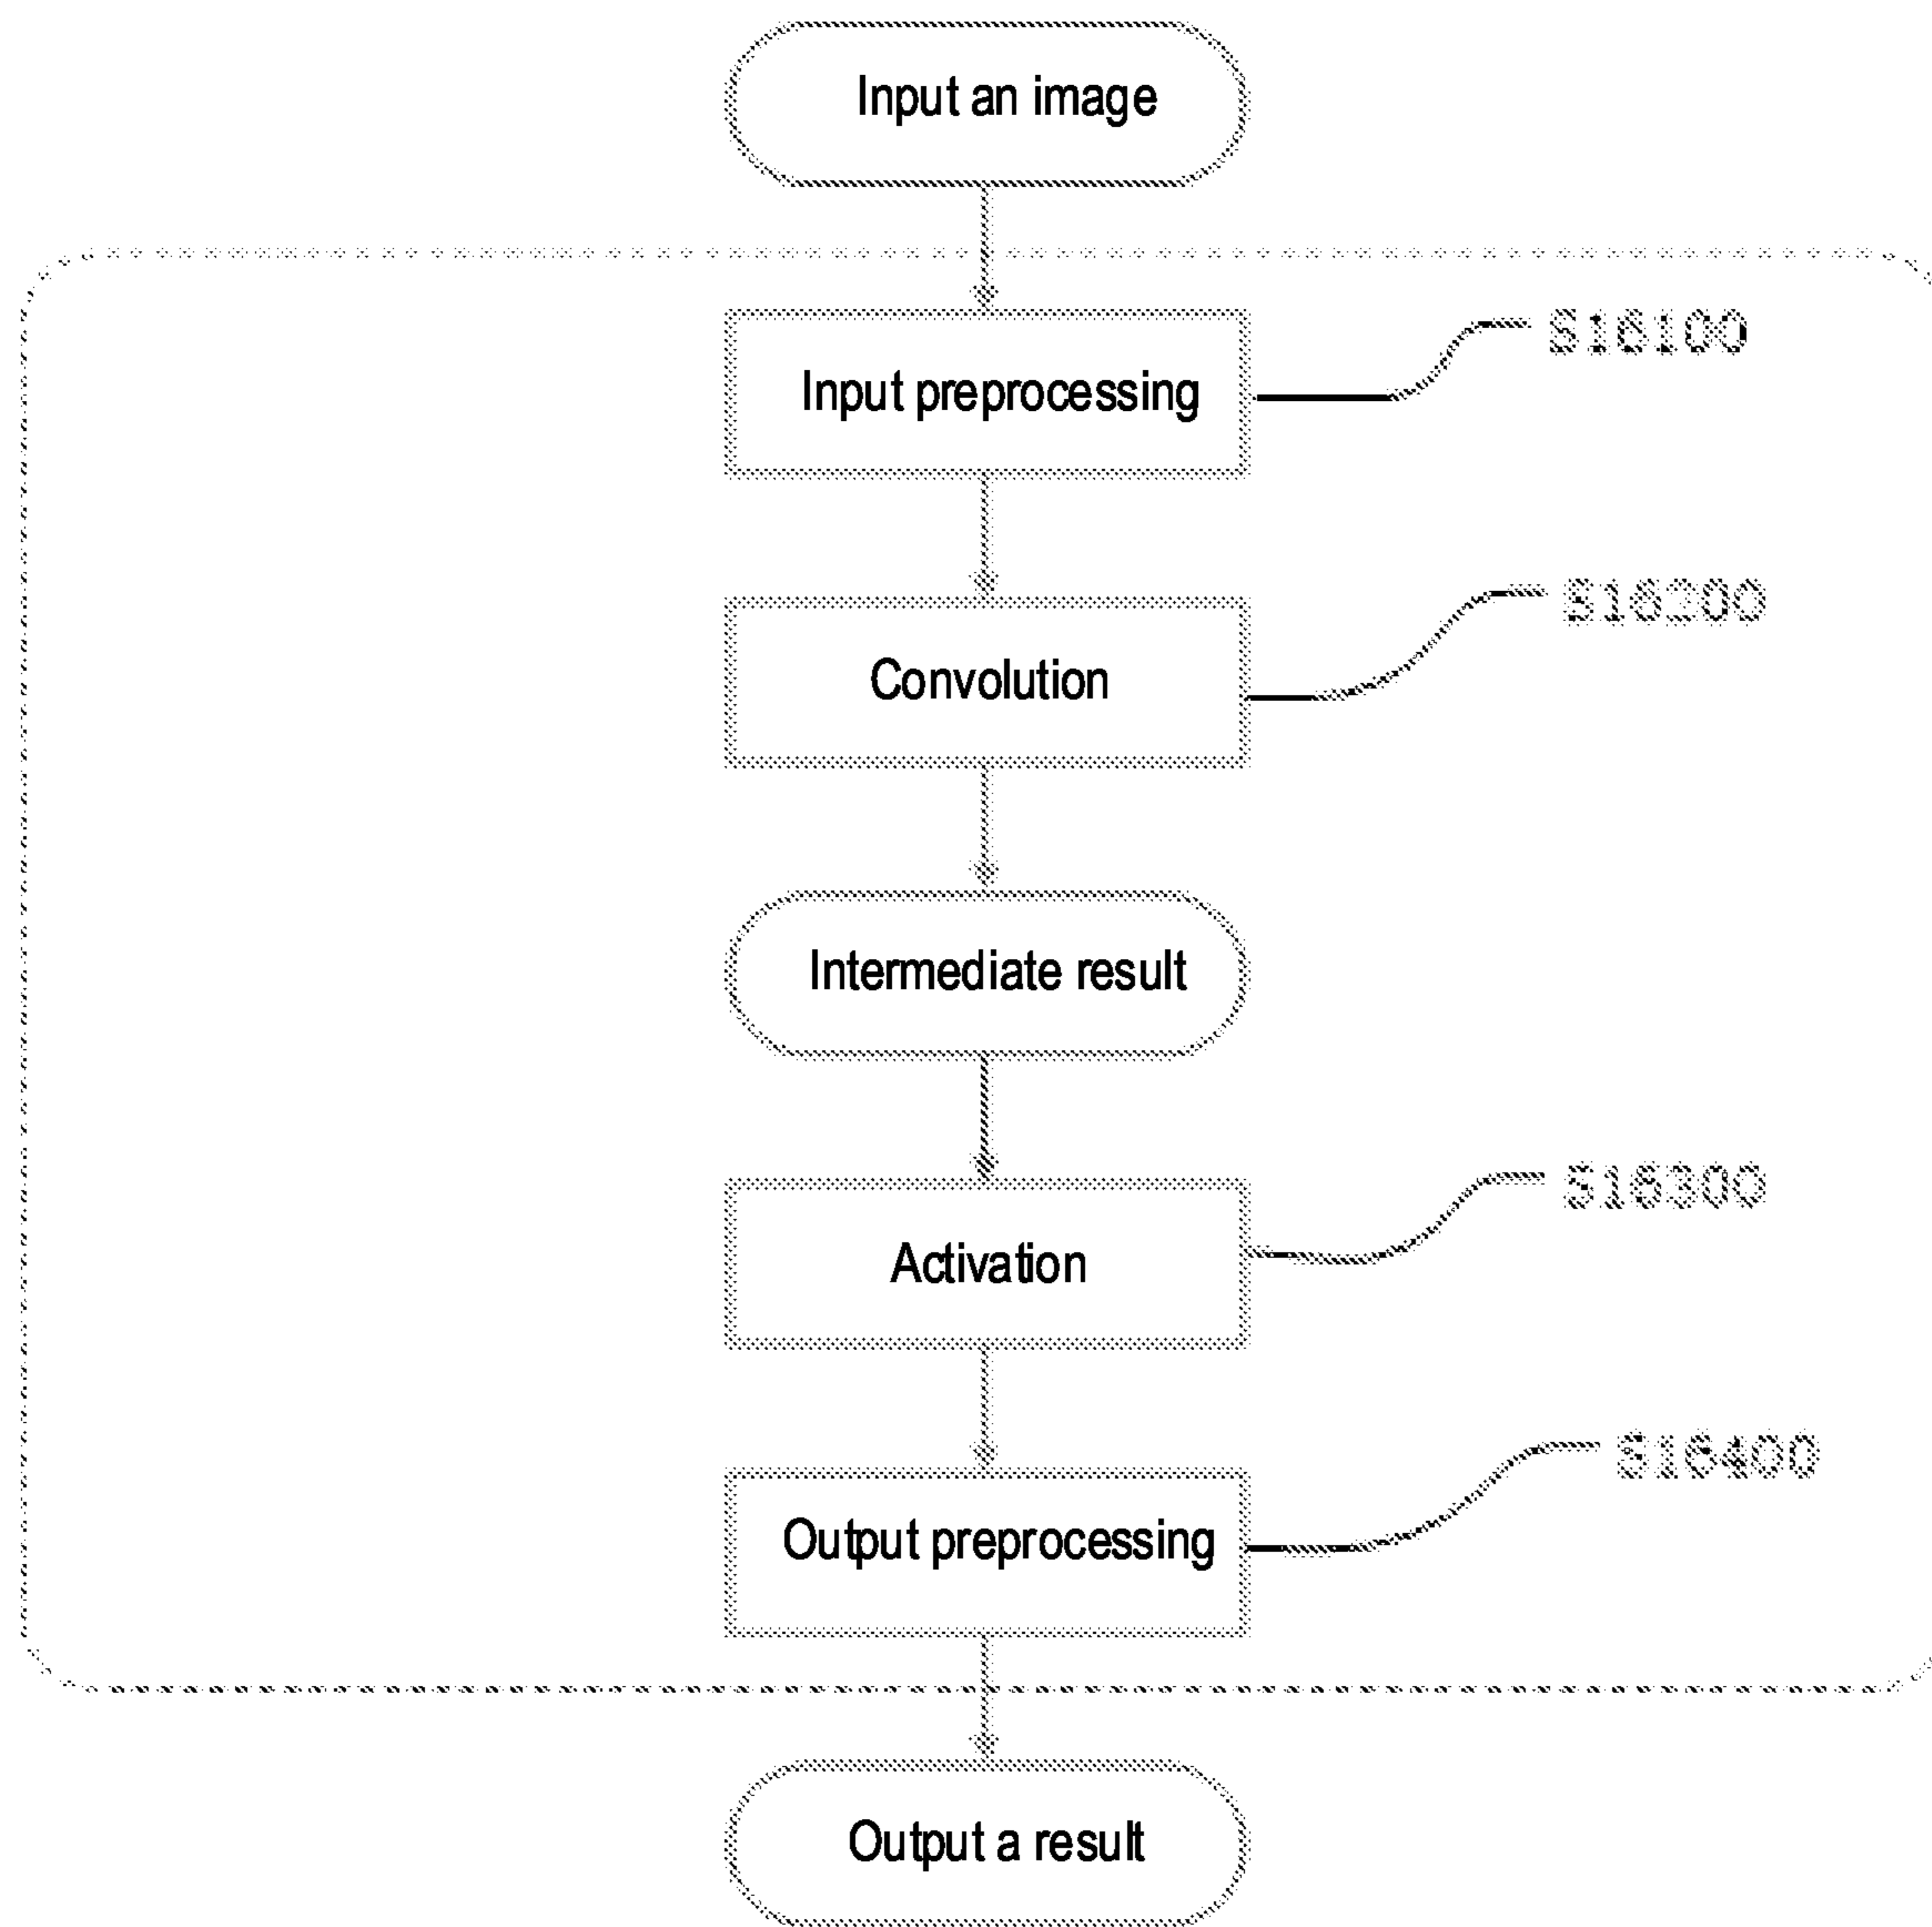 Input an image
Input preprocessing
S16100
Convolution
S16200
Intermediate result
Activation
S16300
Output preprocessing
S16400
Output a result